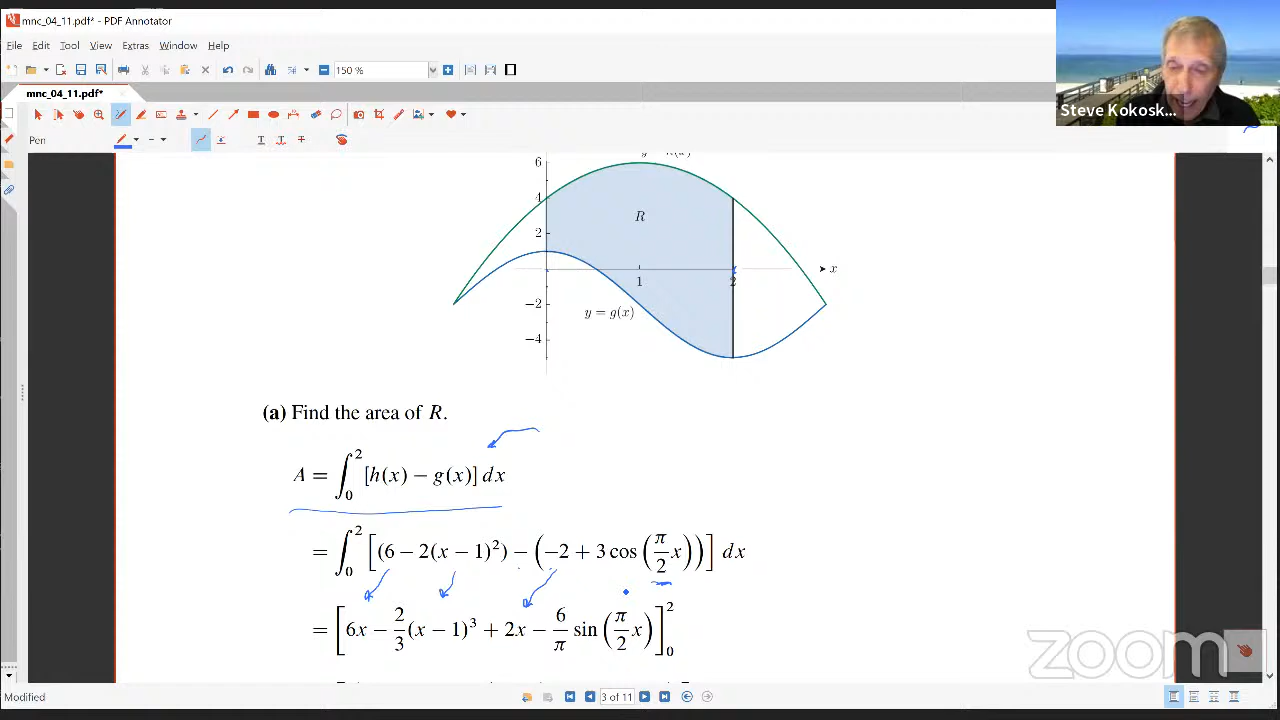 mnc_04_11.pdf* - PDF Annotator
File Edit Tool View Extras Window Help
150 %
mnc_04_11.pdf*
Pen
Steve Kokosk...
6
4
2
−2
−4
1
2
x
R
y = g(x)
(a) Find the area of R.
A = ∫₀² [h(x) − g(x)] dx
= ∫₀² [(6 − 2(x − 1)²) − (−2 + 3 cos (π/2 x))] dx
= [6x − 2/3 (x − 1)³ + 2x − 6/π sin (π/2 x)]₀²
zoom
Modified
3 of 11